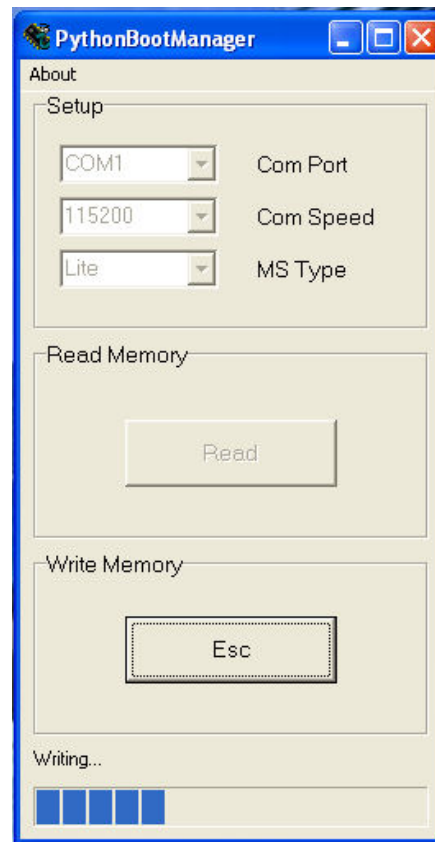 PythonBootManager
About
Setup
COM1 Com Port
115200 Com Speed
Lite MS Type
Read Memory
Read
Write Memory
Esc
Writing...